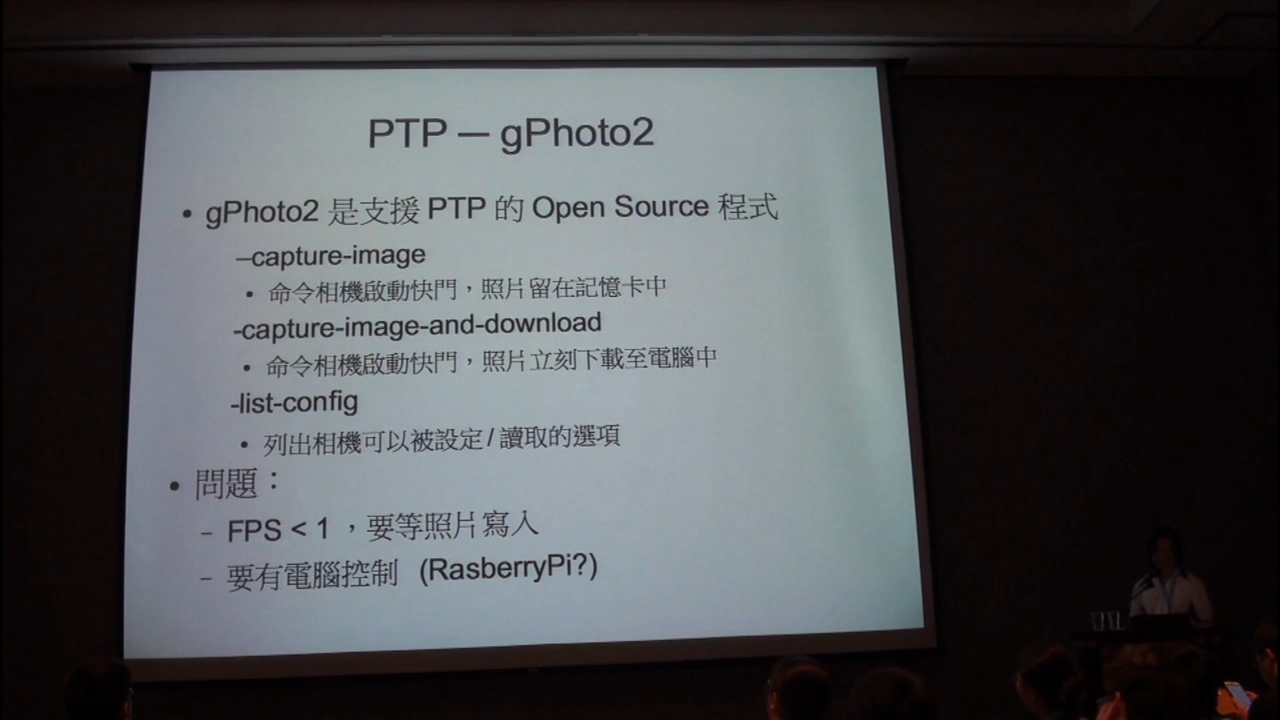 PTP — gPhoto2
• gPhoto2 是支援 PTP 的 Open Source 程式
–capture-image
• 命令相機啟動快門，照片留在記憶卡中
-capture-image-and-download
• 命令相機啟動快門，照片立刻下載至電腦中
-list-config
• 列出相機可以被設定/ 讀取的選項
• 問題：
– FPS < 1 ，要等照片寫入
– 要有電腦控制 (RasberryPi?)